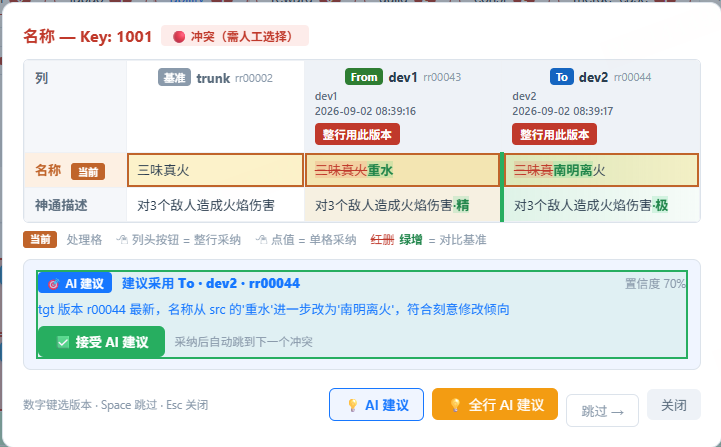 名称 — Key: 1001 冲突（需人工选择）
列 基准 trunk rr00002 From dev1 rr00043 To dev2 rr00044
dev1 dev2
2026-09-02 08:39:16 2026-09-02 08:39:17
整行用此版本 整行用此版本
名称 当前 三味真火 三味真火重水 三味真南明离火
神通描述 对3个敌人造成火焰伤害 对3个敌人造成火焰伤害·精 对3个敌人造成火焰伤害·极
当前 处理格 列头按钮 = 整行采纳 点值 = 单格采纳 红删 绿增 = 对比基准
AI 建议 建议采用 To · dev2 · rr00044 置信度 70%
tgt 版本 r00044 最新，名称从 src 的'重水'进一步改为'南明离火'，符合刻意修改倾向
接受 AI 建议 采纳后自动跳到下一个冲突
数字键选版本 · Space 跳过 · Esc 关闭 AI 建议 全行 AI 建议 跳过 → 关闭